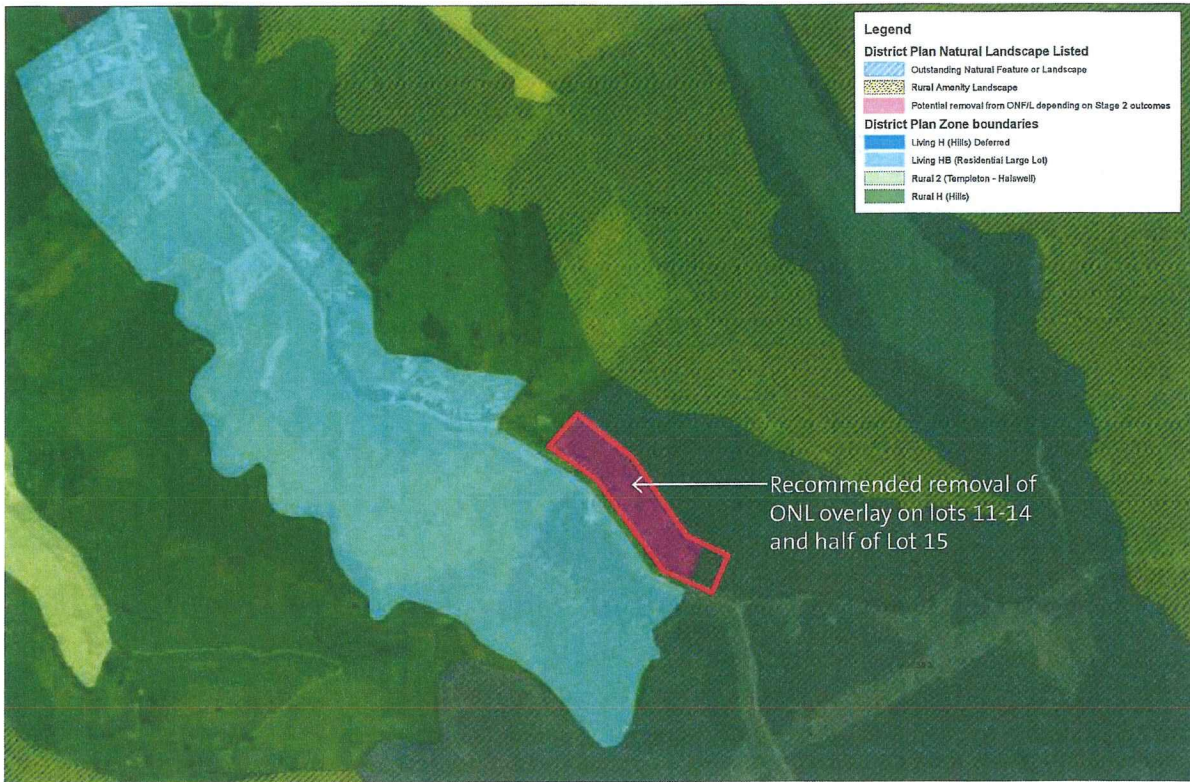 Legend
District Plan Natural Landscape Listed
Outstanding Natural Feature or Landscape
Rural Amenity Landscape
Potential removal from ONF/L depending on Stage 2 outcomes
District Plan Zone boundaries
Living H (Hills) Deferred
Living HB (Residential Large Lot)
Rural 2 (Templeton - Halswell)
Rural H (Hills)
Recommended removal of
ONL overlay on lots 11-14
and half of Lot 15